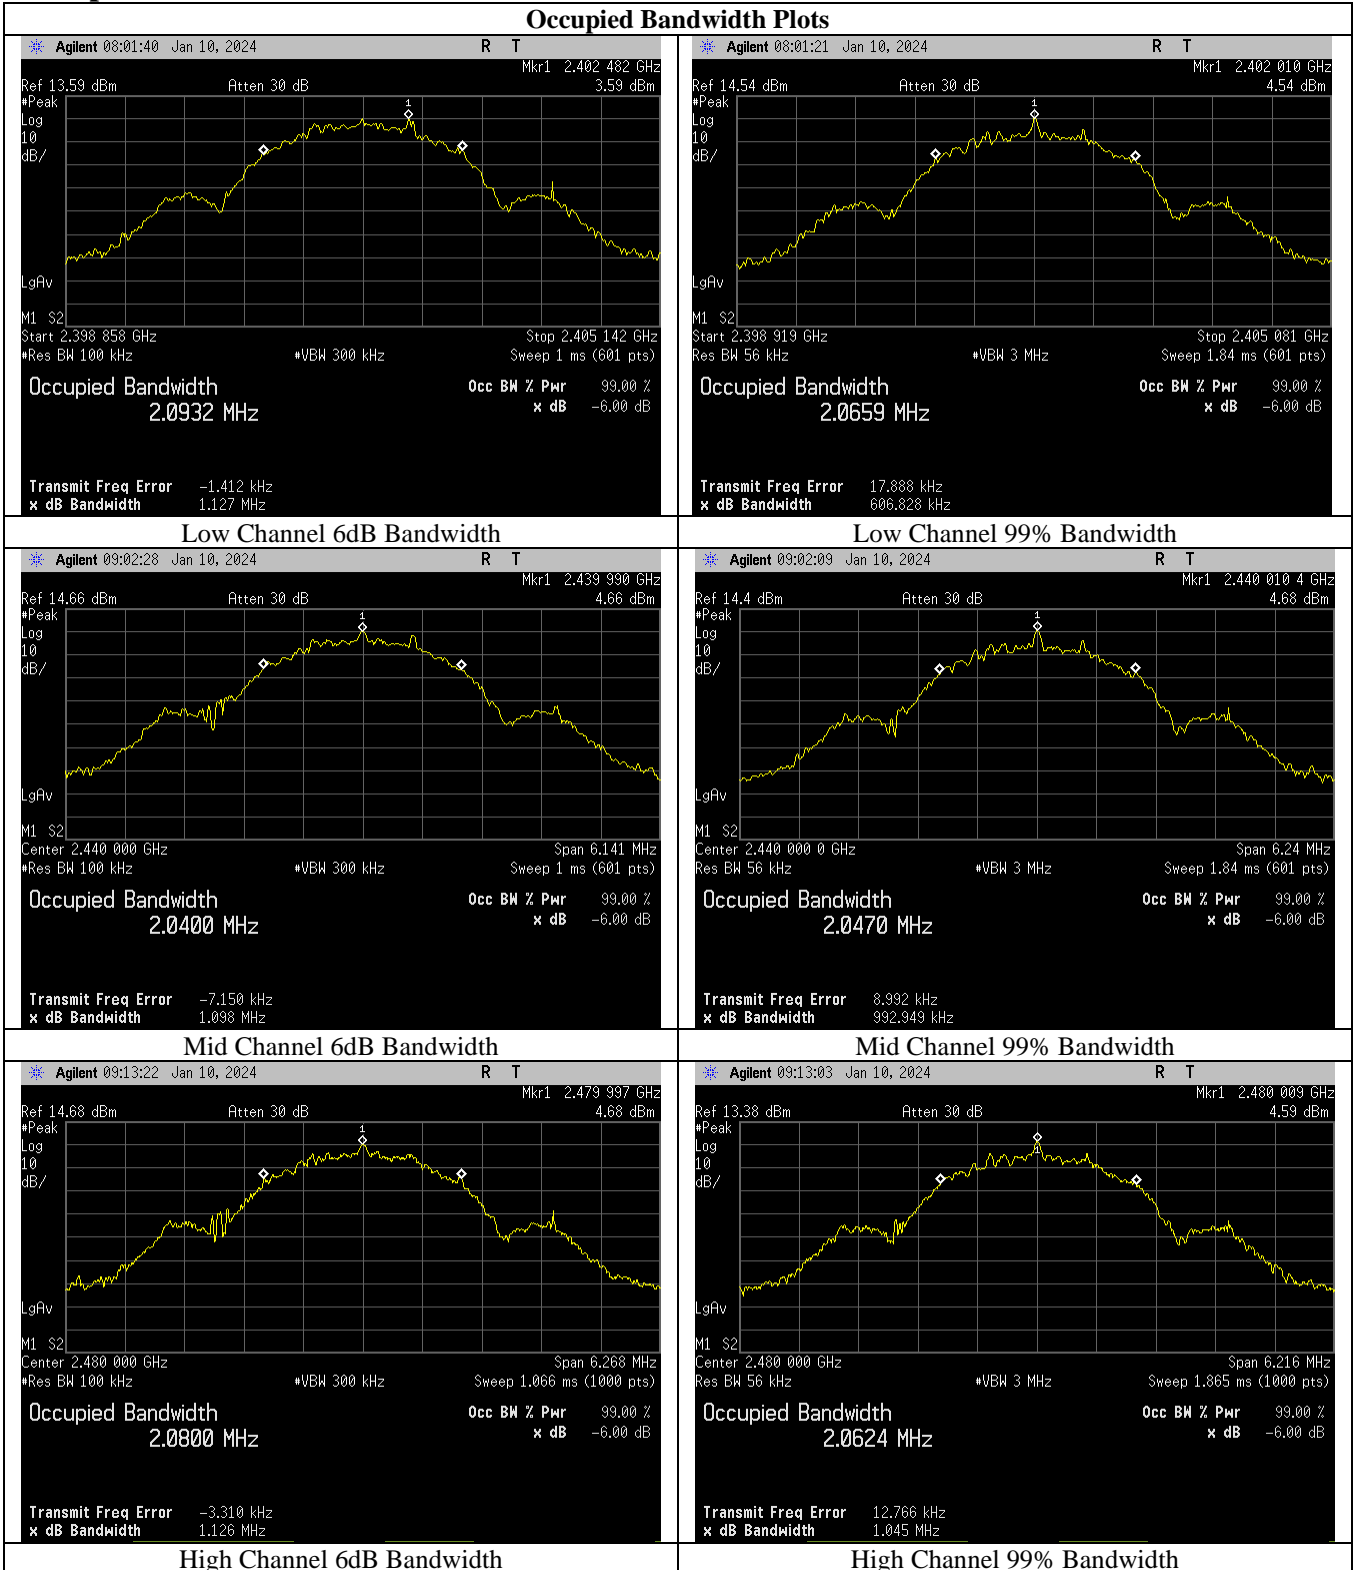 Occupied Bandwidth Plots
Agilent 08:01:40 Jan 10, 2024 R T
Mkr1 2.402 482 GHz
Ref 13.59 dBm Atten 30 dB 3.59 dBm
#Peak
1
Log
10
dB/
LgAv
M1 S2
Start 2.398 858 GHz Stop 2.405 142 GHz
#Res BW 100 kHz #VBW 300 kHz Sweep 1 ms (601 pts)
Occupied Bandwidth Occ BW % Pwr 99.00 %
2.0932 MHz x dB -6.00 dB
Transmit Freq Error -1.412 kHz
x dB Bandwidth 1.127 MHz
Low Channel 6dB Bandwidth
Agilent 08:01:21 Jan 10, 2024 R T
Mkr1 2.402 010 GHz
Ref 14.54 dBm Atten 30 dB 4.54 dBm
#Peak
1
Log
10
dB/
LgAv
M1 S2
Start 2.398 919 GHz Stop 2.405 081 GHz
Res BW 56 kHz #VBW 3 MHz Sweep 1.84 ms (601 pts)
Occupied Bandwidth Occ BW % Pwr 99.00 %
2.0659 MHz x dB -6.00 dB
Transmit Freq Error 17.888 kHz
x dB Bandwidth 606.828 kHz
Low Channel 99% Bandwidth
Agilent 09:02:28 Jan 10, 2024 R T
Mkr1 2.439 990 GHz
Ref 14.66 dBm Atten 30 dB 4.66 dBm
#Peak
1
Log
10
dB/
LgAv
M1 S2
Center 2.440 000 GHz Span 6.141 MHz
#Res BW 100 kHz #VBW 300 kHz Sweep 1 ms (601 pts)
Occupied Bandwidth Occ BW % Pwr 99.00 %
2.0400 MHz x dB -6.00 dB
Transmit Freq Error -7.150 kHz
x dB Bandwidth 1.098 MHz
Mid Channel 6dB Bandwidth
Agilent 09:02:09 Jan 10, 2024 R T
Mkr1 2.440 010 4 GHz
Ref 14.4 dBm Atten 30 dB 4.68 dBm
#Peak
1
Log
10
dB/
LgAv
M1 S2
Center 2.440 000 0 GHz Span 6.24 MHz
Res BW 56 kHz #VBW 3 MHz Sweep 1.84 ms (601 pts)
Occupied Bandwidth Occ BW % Pwr 99.00 %
2.0470 MHz x dB -6.00 dB
Transmit Freq Error 8.992 kHz
x dB Bandwidth 992.949 kHz
Mid Channel 99% Bandwidth
Agilent 09:13:22 Jan 10, 2024 R T
Mkr1 2.479 997 GHz
Ref 14.68 dBm Atten 30 dB 4.68 dBm
#Peak
1
Log
10
dB/
LgAv
M1 S2
Center 2.480 000 GHz Span 6.268 MHz
#Res BW 100 kHz #VBW 300 kHz Sweep 1.066 ms (1000 pts)
Occupied Bandwidth Occ BW % Pwr 99.00 %
2.0800 MHz x dB -6.00 dB
Transmit Freq Error -3.310 kHz
x dB Bandwidth 1.126 MHz
High Channel 6dB Bandwidth
Agilent 09:13:03 Jan 10, 2024 R T
Mkr1 2.480 009 GHz
Ref 13.38 dBm Atten 30 dB 4.59 dBm
#Peak
Log
1
10
dB/
LgAv
M1 S2
Center 2.480 000 GHz Span 6.216 MHz
Res BW 56 kHz #VBW 3 MHz Sweep 1.865 ms (1000 pts)
Occupied Bandwidth Occ BW % Pwr 99.00 %
2.0624 MHz x dB -6.00 dB
Transmit Freq Error 12.766 kHz
x dB Bandwidth 1.045 MHz
High Channel 99% Bandwidth